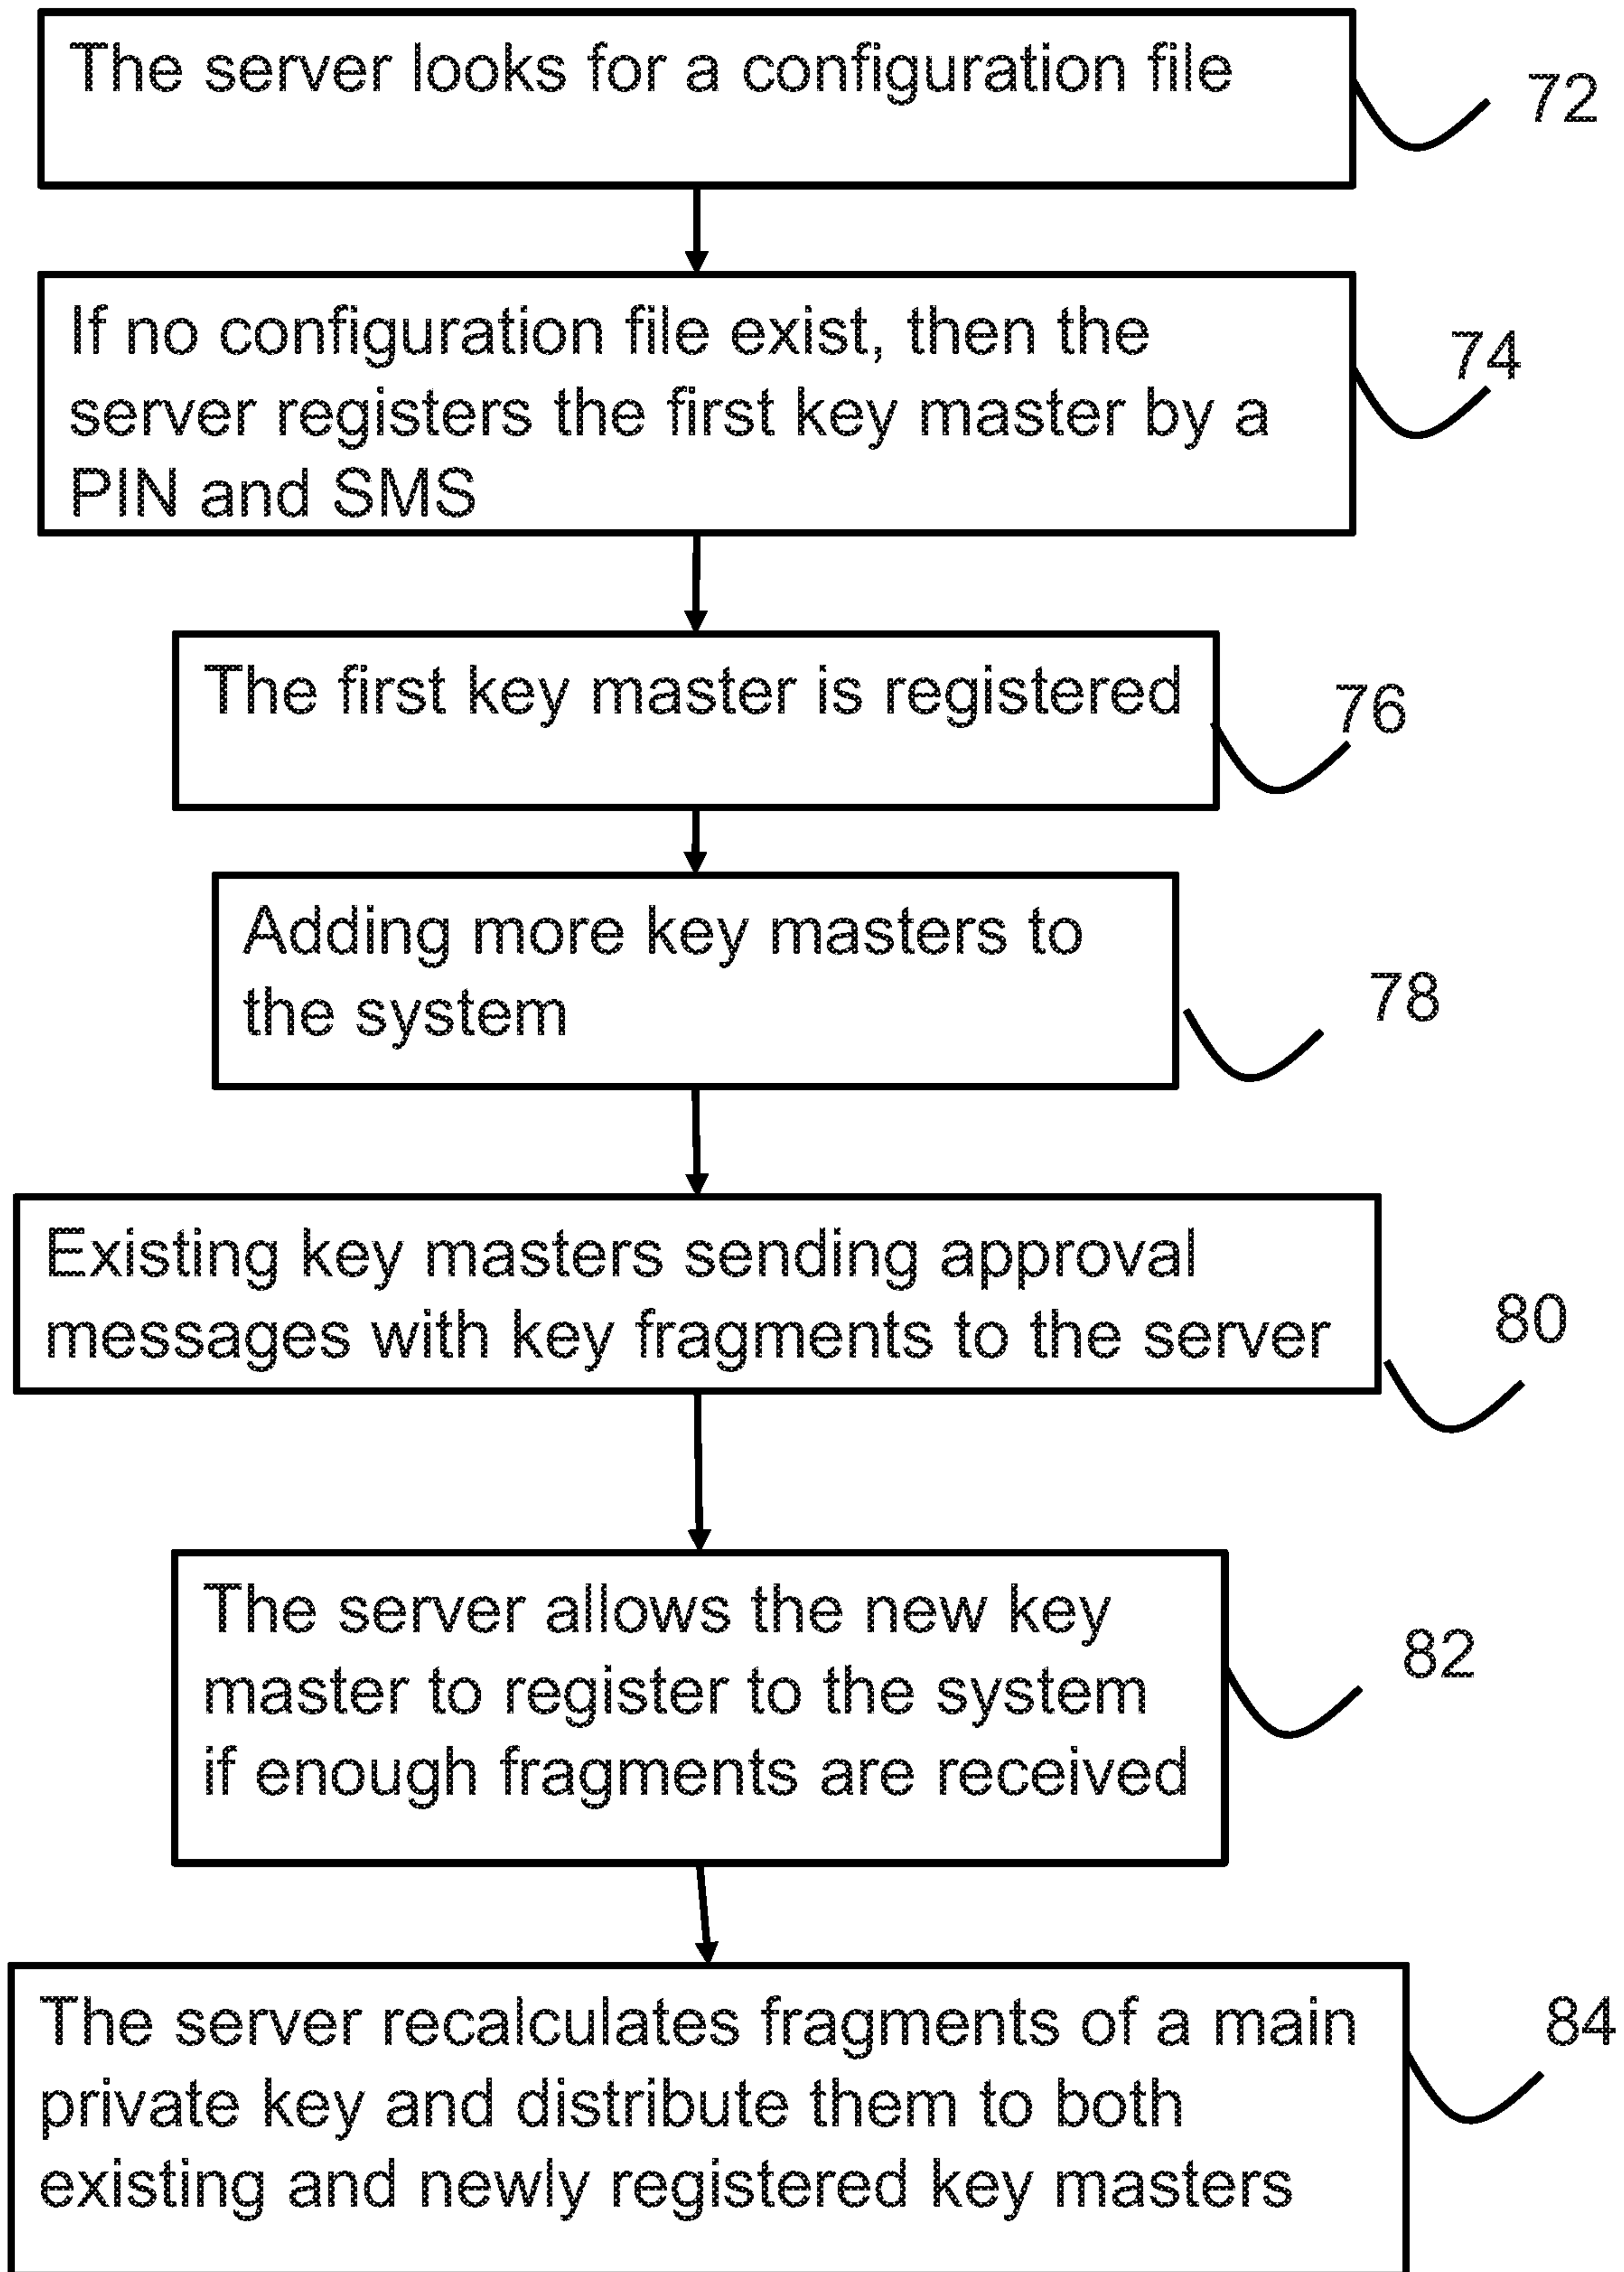 The server looks for a configuration file
72
If no configuration file exist, then the
server registers the first key master by a
PIN and SMS
74
The first key master is registered
76
Adding more key masters to
the system
78
Existing key masters sending approval
messages with key fragments to the server
80
The server allows the new key
master to register to the system
if enough fragments are received
82
The server recalculates fragments of a main
private key and distribute them to both
existing and newly registered key masters
84